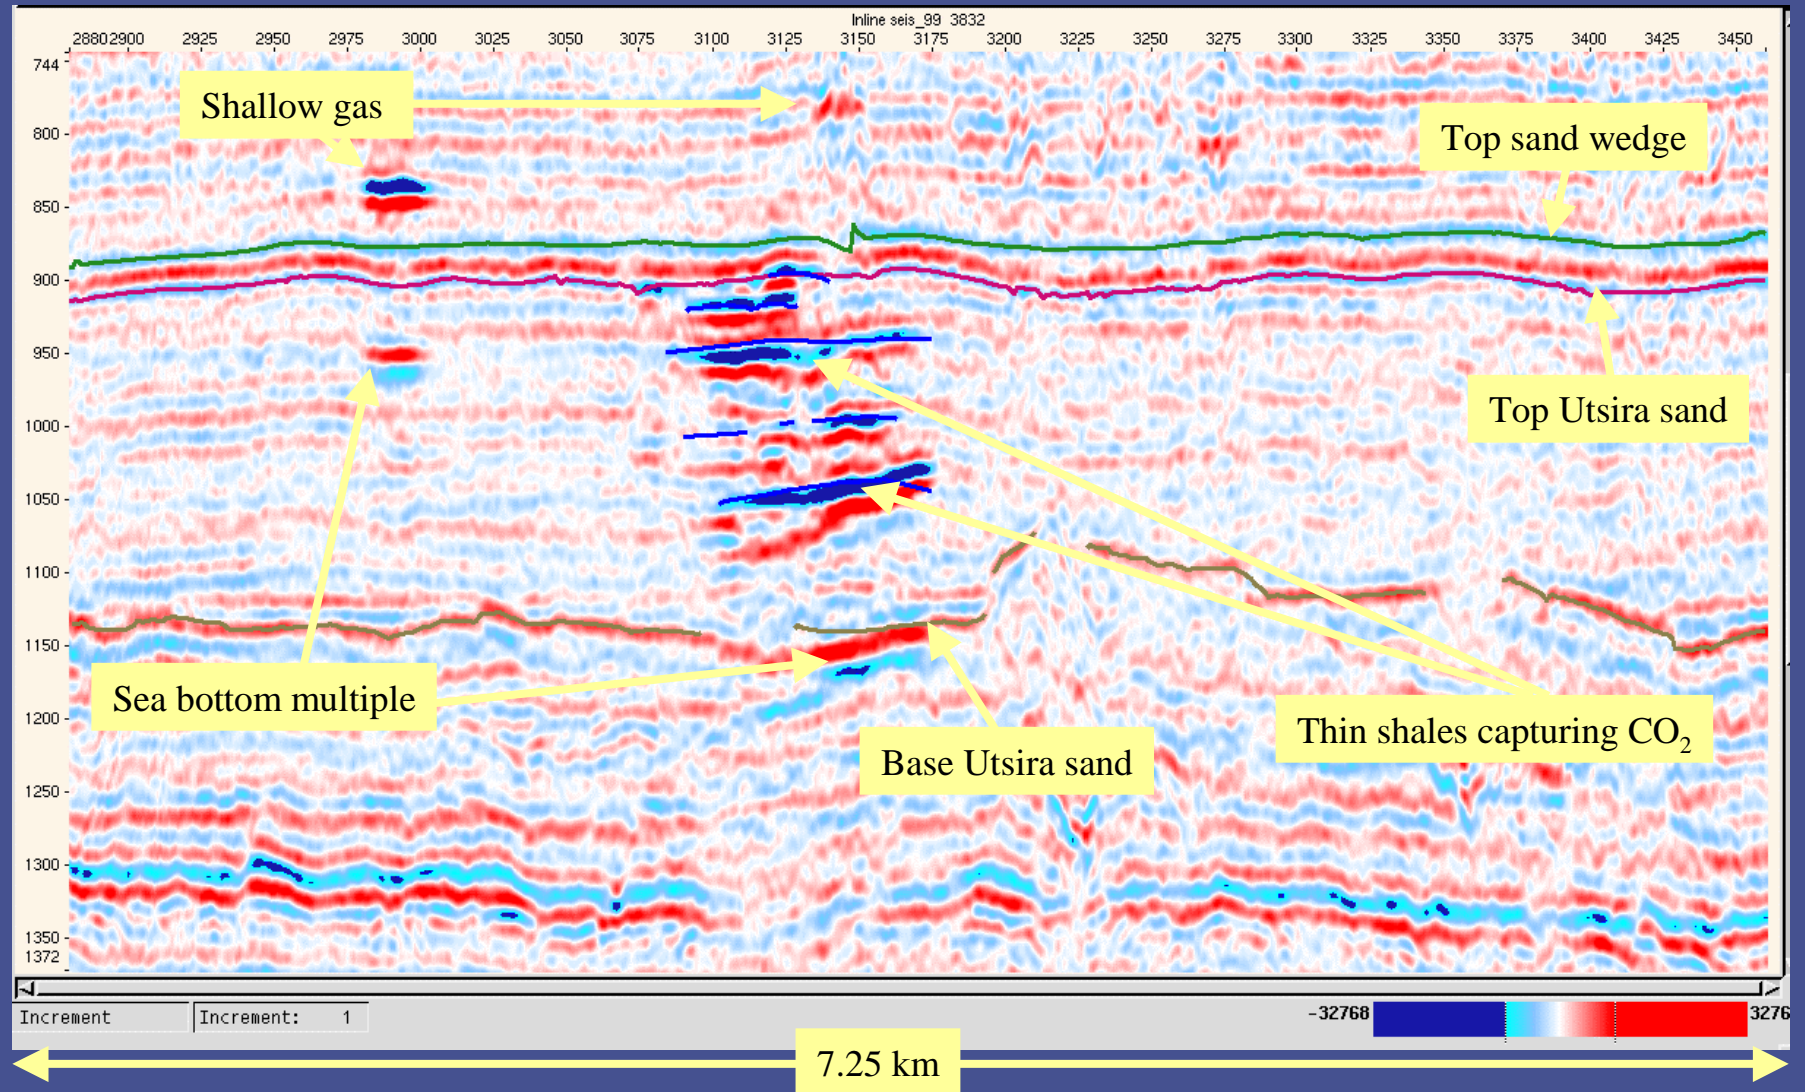 Inline seis_99 3832
2880 2900 2925 2950 2975 3000 3025 3050 3075 3100 3125 3150 3175 3200 3225 3250 3275 3300 3325 3350 3375 3400 3425 3450
744
Shallow gas
800
Top sand wedge
850
900
950
Top Utsira sand
1000
1050
1100
1150
Sea bottom multiple
1200
Thin shales capturing CO₂
Base Utsira sand
1250
1300
1350
1372
Increment
Increment: 1
-32768
3276
7.25 km